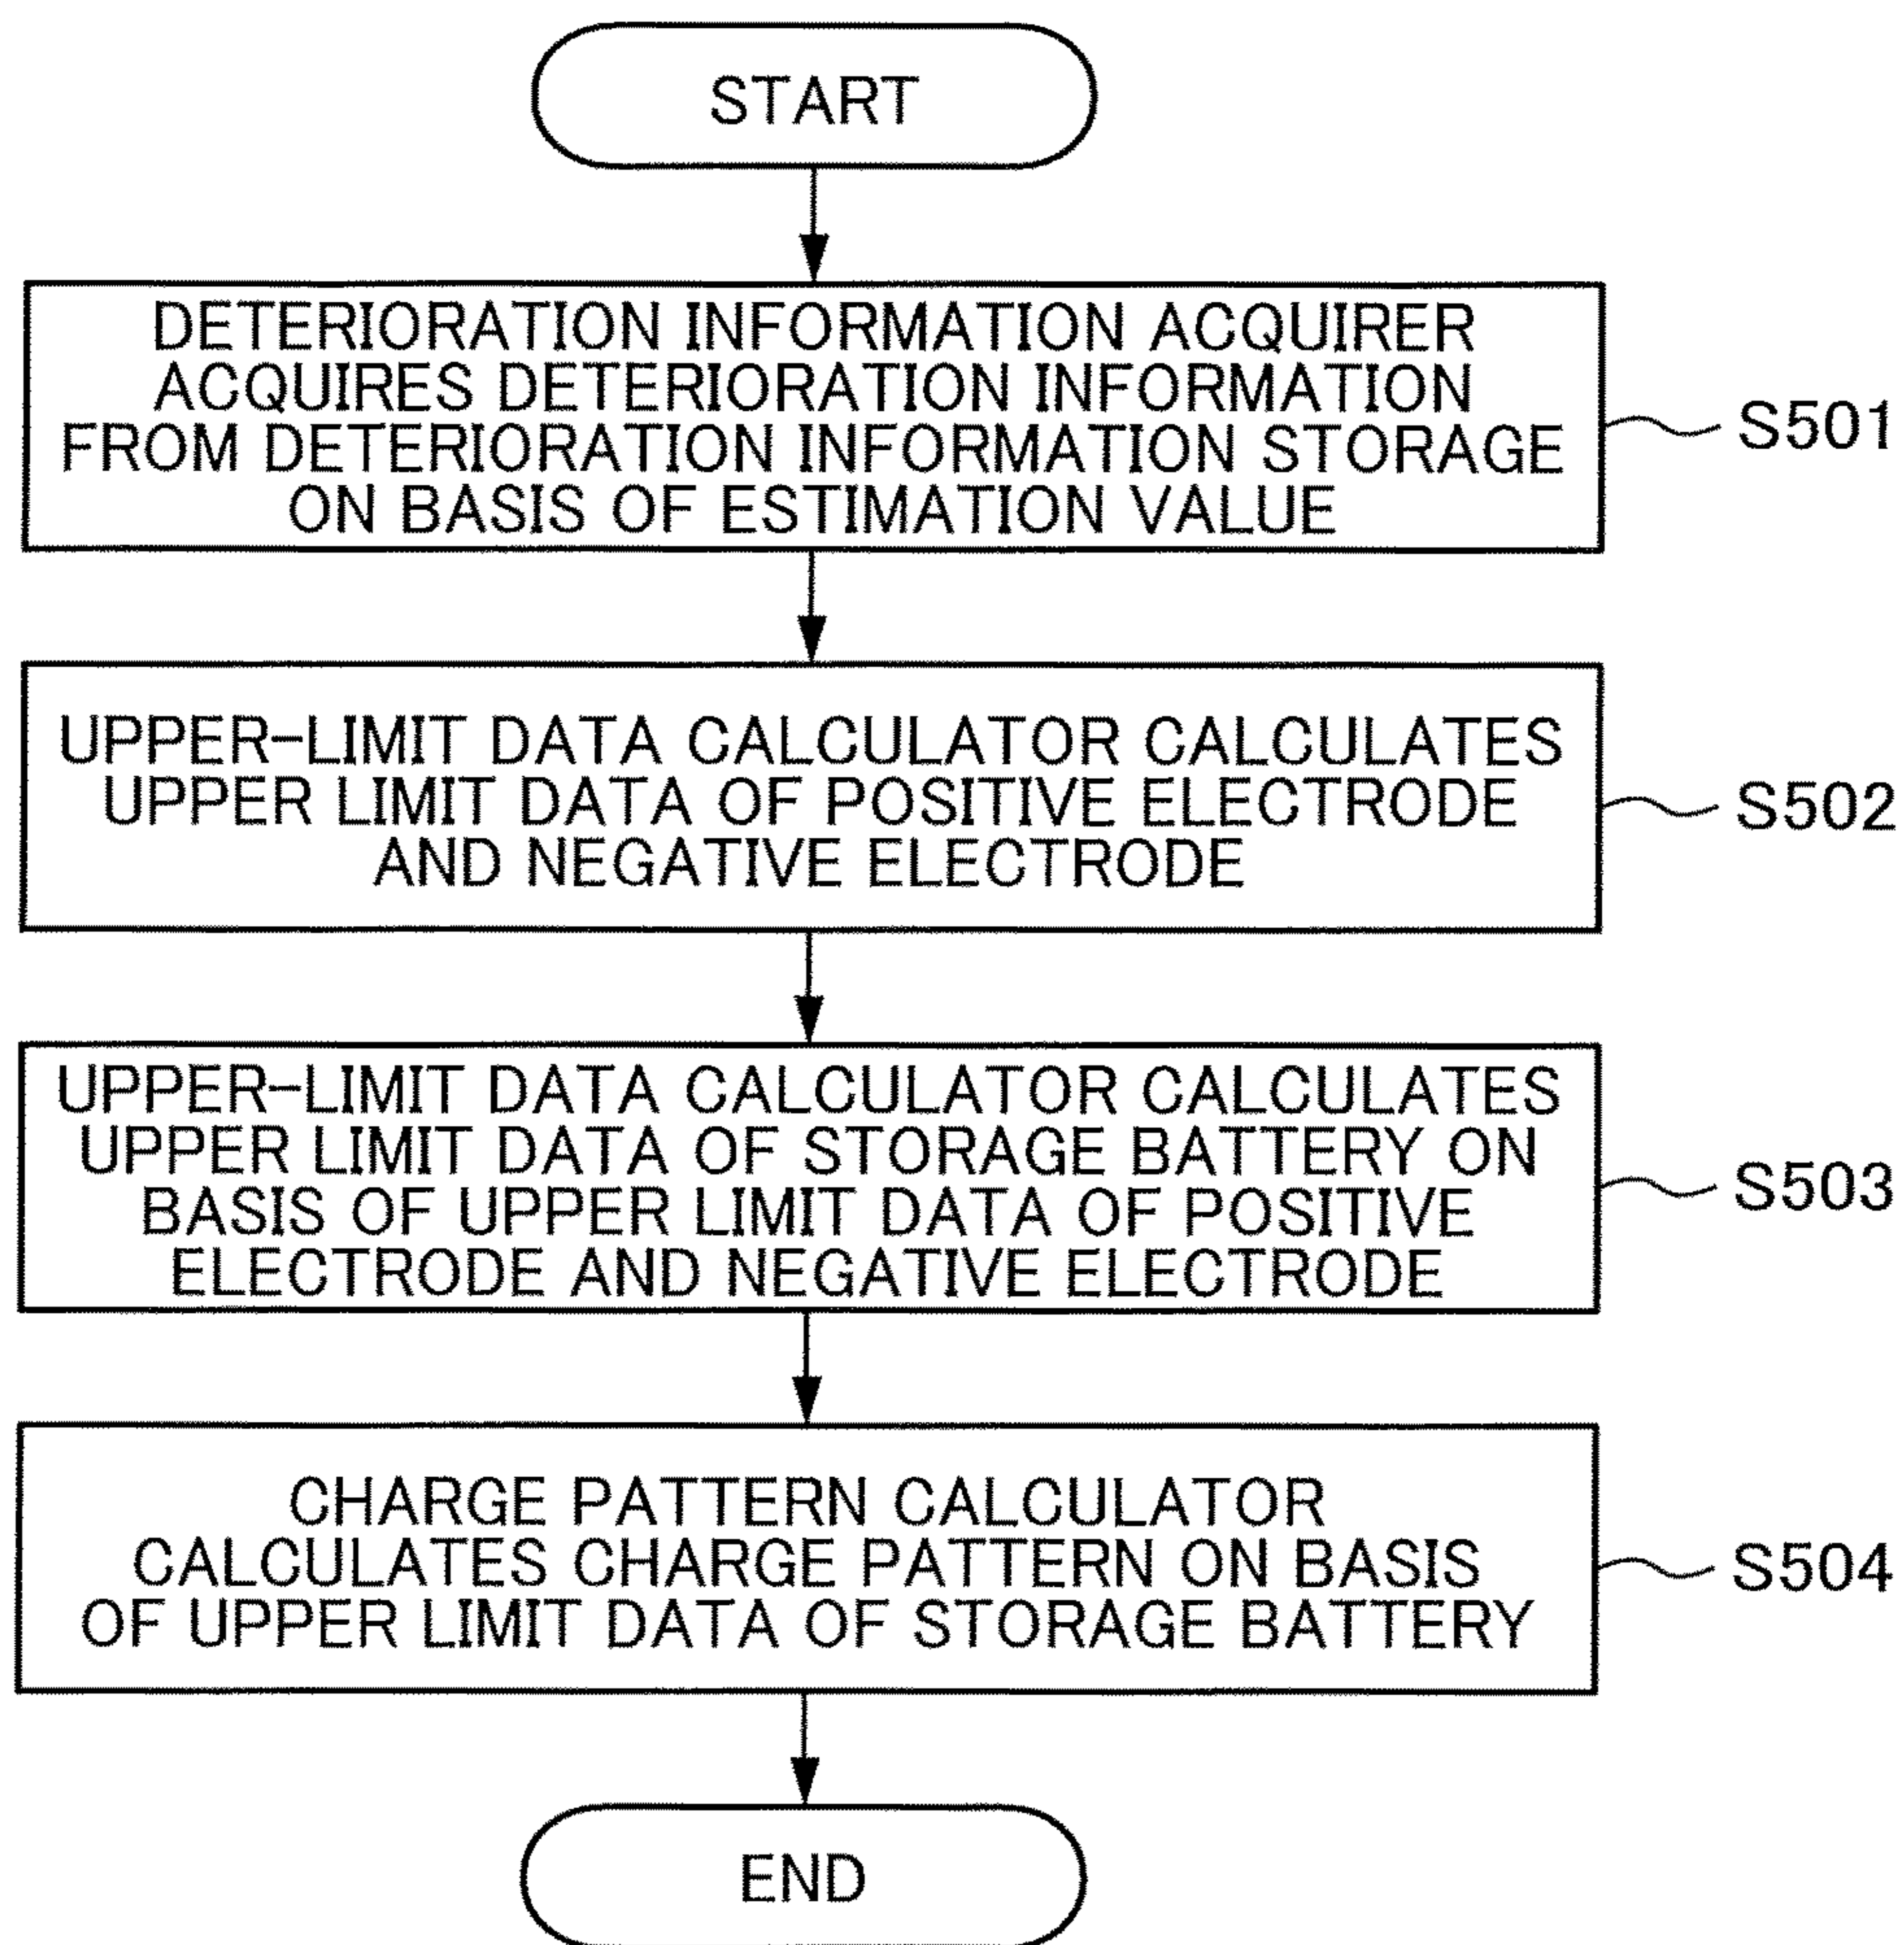 START
DETERIORATION INFORMATION ACQUIRER
ACQUIRES DETERIORATION INFORMATION
FROM DETERIORATION INFORMATION STORAGE
ON BASIS OF ESTIMATION VALUE
S501
UPPER-LIMIT DATA CALCULATOR CALCULATES
UPPER LIMIT DATA OF POSITIVE ELECTRODE
AND NEGATIVE ELECTRODE
S502
UPPER-LIMIT DATA CALCULATOR CALCULATES
UPPER LIMIT DATA OF STORAGE BATTERY ON
BASIS OF UPPER LIMIT DATA OF POSITIVE
ELECTRODE AND NEGATIVE ELECTRODE
S503
CHARGE PATTERN CALCULATOR
CALCULATES CHARGE PATTERN ON BASIS
OF UPPER LIMIT DATA OF STORAGE BATTERY
S504
END